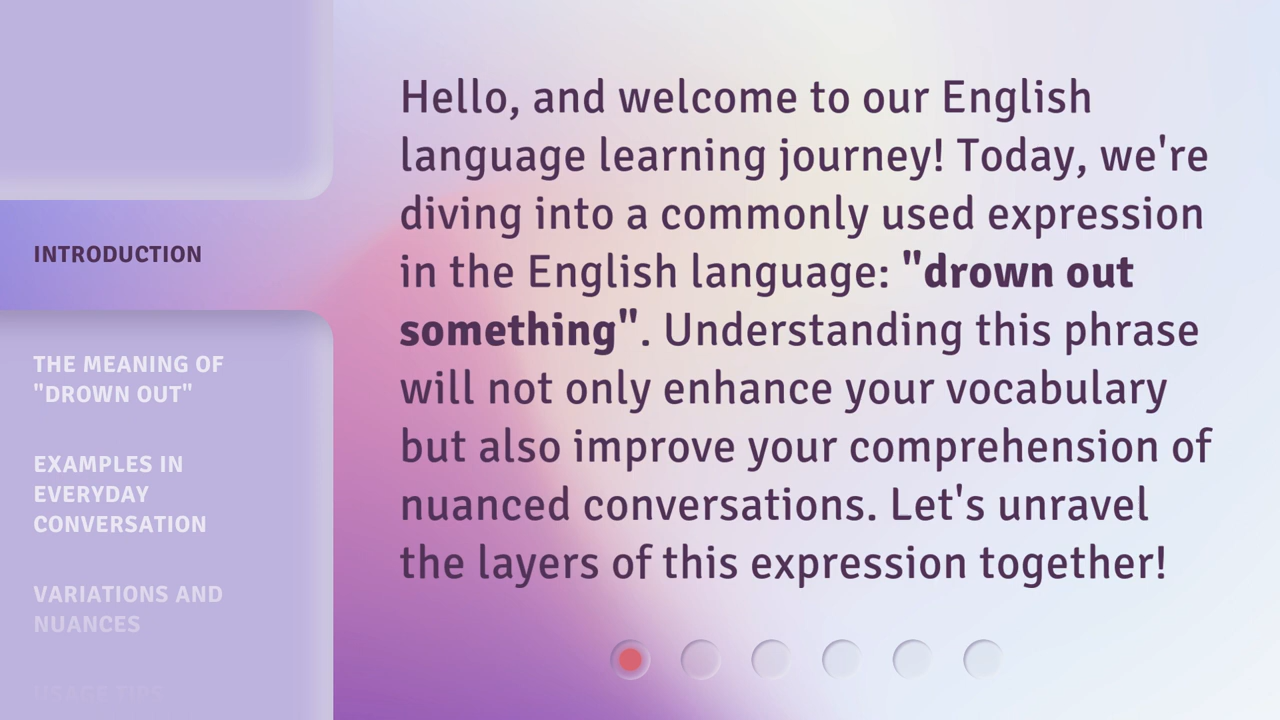 INTRODUCTION
THE MEANING OF
"DROWN OUT"
EXAMPLES IN
EVERYDAY
CONVERSATION
VARIATIONS AND
NUANCES
USAGE TIPS
Hello, and welcome to our English
language learning journey! Today, we're
diving into a commonly used expression
in the English language: "drown out
something". Understanding this phrase
will not only enhance your vocabulary
but also improve your comprehension of
nuanced conversations. Let's unravel
the layers of this expression together!